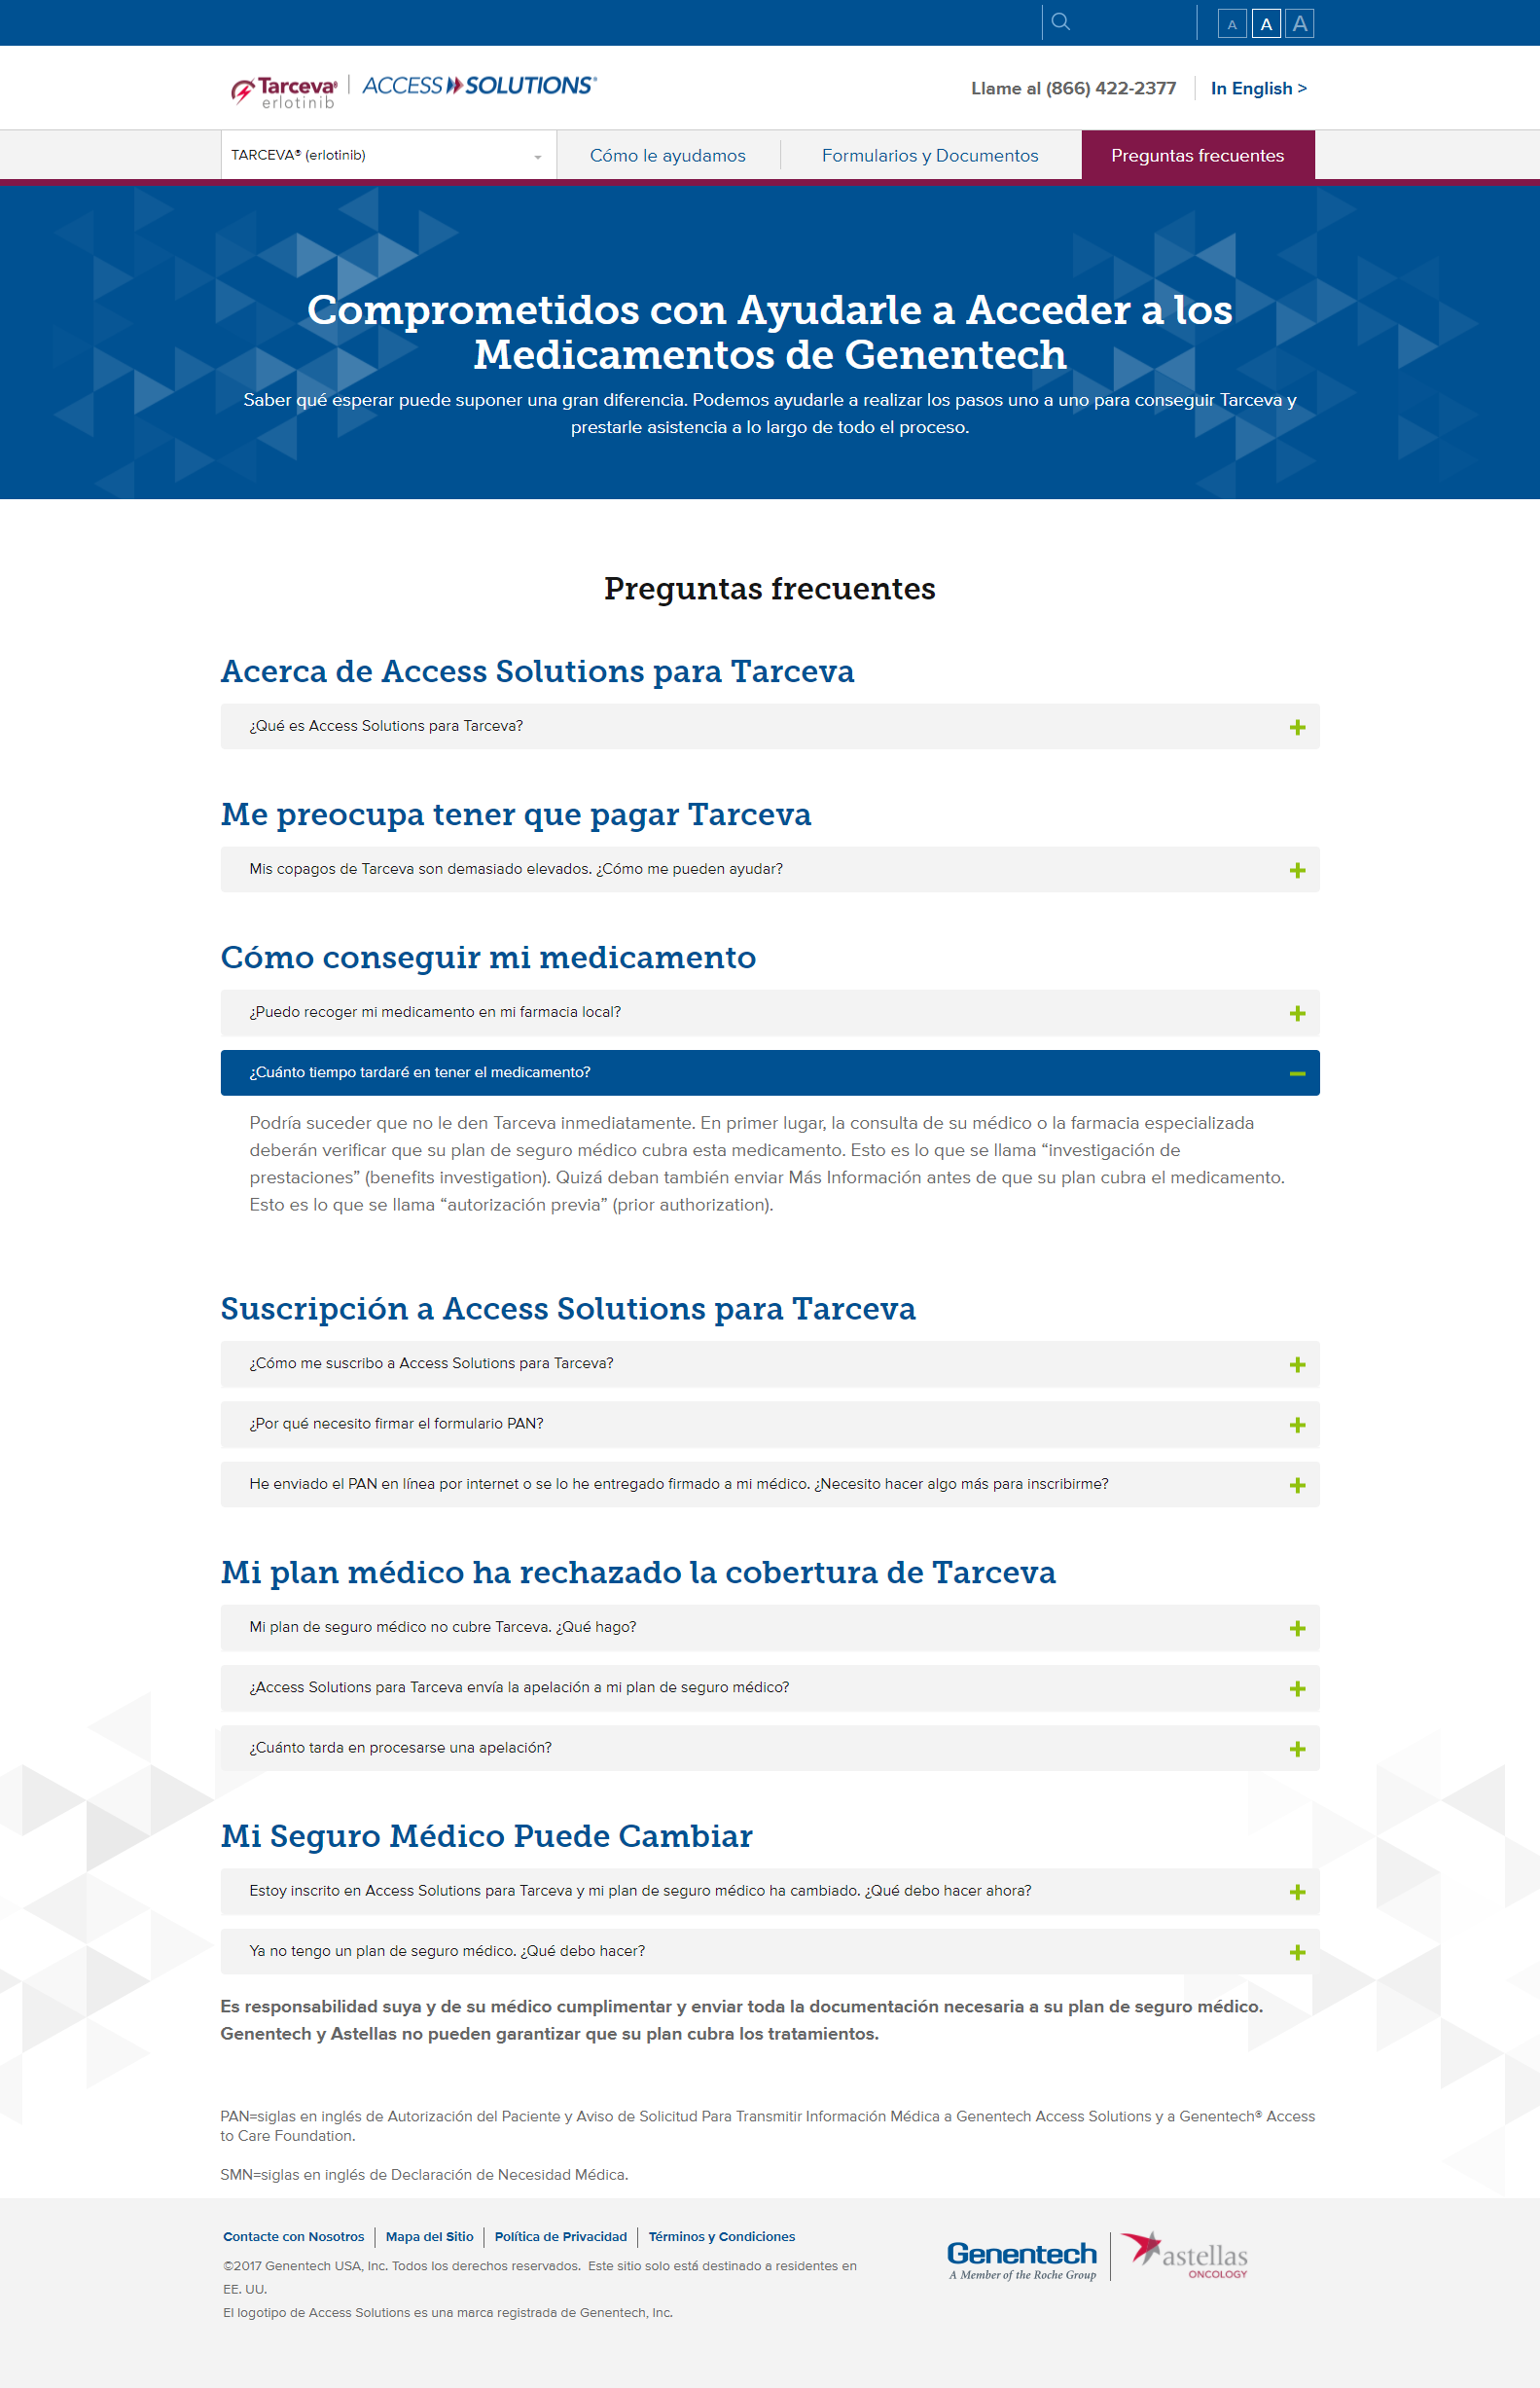 A A A
Tarceva® erlotinib | ACCESS SOLUTIONS®
Llame al (866) 422-2377
In English >
TARCEVA® (erlotinib)
Cómo le ayudamos
Formularios y Documentos
Preguntas frecuentes
Comprometidos con Ayudarle a Acceder a los
Medicamentos de Genentech
Saber qué esperar puede suponer una gran diferencia. Podemos ayudarle a realizar los pasos uno a uno para conseguir Tarceva y
prestarle asistencia a lo largo de todo el proceso.
Preguntas frecuentes
Acerca de Access Solutions para Tarceva
¿Qué es Access Solutions para Tarceva?
Me preocupa tener que pagar Tarceva
Mis copagos de Tarceva son demasiado elevados. ¿Cómo me pueden ayudar?
Cómo conseguir mi medicamento
¿Puedo recoger mi medicamento en mi farmacia local?
¿Cuánto tiempo tardaré en tener el medicamento?
Podría suceder que no le den Tarceva inmediatamente. En primer lugar, la consulta de su médico o la farmacia especializada
deberán verificar que su plan de seguro médico cubra esta medicamento. Esto es lo que se llama “investigación de
prestaciones” (benefits investigation). Quizá deban también enviar Más Información antes de que su plan cubra el medicamento.
Esto es lo que se llama “autorización previa” (prior authorization).
Suscripción a Access Solutions para Tarceva
¿Cómo me suscribo a Access Solutions para Tarceva?
¿Por qué necesito firmar el formulario PAN?
He enviado el PAN en línea por internet o se lo he entregado firmado a mi médico. ¿Necesito hacer algo más para inscribirme?
Mi plan médico ha rechazado la cobertura de Tarceva
Mi plan de seguro médico no cubre Tarceva. ¿Qué hago?
¿Access Solutions para Tarceva envía la apelación a mi plan de seguro médico?
¿Cuánto tarda en procesarse una apelación?
Mi Seguro Médico Puede Cambiar
Estoy inscrito en Access Solutions para Tarceva y mi plan de seguro médico ha cambiado. ¿Qué debo hacer ahora?
Ya no tengo un plan de seguro médico. ¿Qué debo hacer?
Es responsabilidad suya y de su médico cumplimentar y enviar toda la documentación necesaria a su plan de seguro médico.
Genentech y Astellas no pueden garantizar que su plan cubra los tratamientos.
PAN=siglas en inglés de Autorización del Paciente y Aviso de Solicitud Para Transmitir Información Médica a Genentech Access Solutions y a Genentech® Access
to Care Foundation.
SMN=siglas en inglés de Declaración de Necesidad Médica.
Contacte con Nosotros | Mapa del Sitio | Política de Privacidad | Términos y Condiciones
©2017 Genentech USA, Inc. Todos los derechos reservados. Este sitio solo está destinado a residentes en
EE. UU.
El logotipo de Access Solutions es una marca registrada de Genentech, Inc.
Genentech
A Member of the Roche Group
astellas
ONCOLOGY